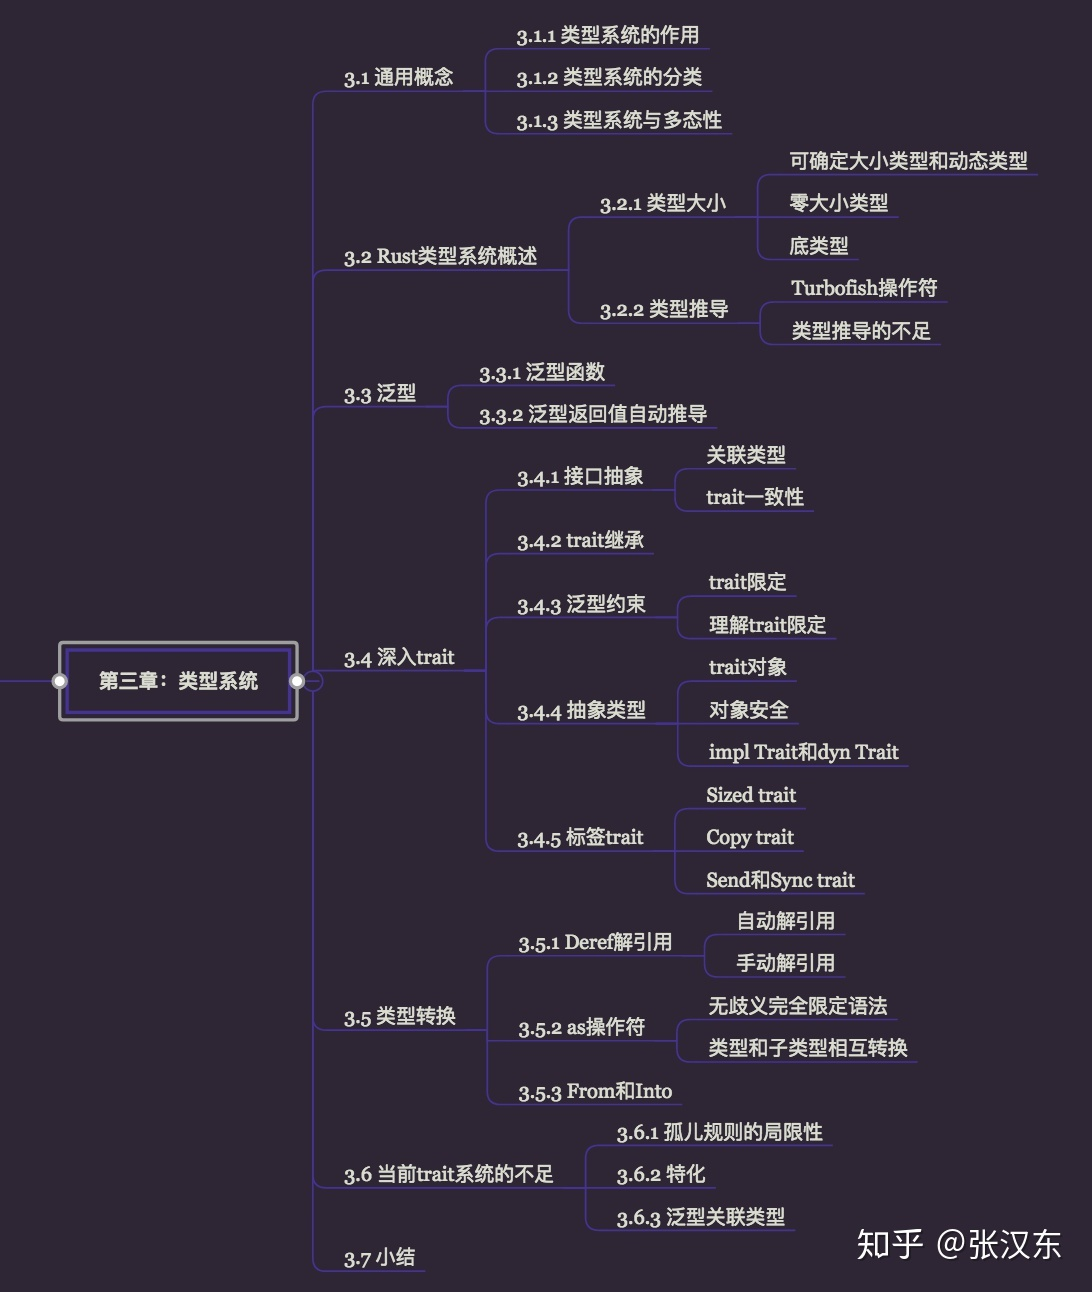 3.1.1 类型系统的作用
3.1 通用概念
3.1.2 类型系统的分类
3.1.3 类型系统与多态性
可确定大小类型和动态类型
3.2.1 类型大小
零大小类型
底类型
3.2 Rust类型系统概述
Turbofish操作符
3.2.2 类型推导
类型推导的不足
3.3.1 泛型函数
3.3 泛型
3.3.2 泛型返回值自动推导
关联类型
3.4.1 接口抽象
trait一致性
3.4.2 trait继承
trait限定
3.4.3 泛型约束
理解trait限定
3.4 深入trait
trait对象
3.4.4 抽象类型
对象安全
impl Trait和dyn Trait
Sized trait
3.4.5 标签trait
Copy trait
Send和Sync trait
第三章：类型系统
自动解引用
3.5.1 Deref解引用
手动解引用
3.5 类型转换
无歧义完全限定语法
3.5.2 as操作符
类型和子类型相互转换
3.5.3 From和Into
3.6.1 孤儿规则的局限性
3.6 当前trait系统的不足
3.6.2 特化
3.6.3 泛型关联类型
3.7 小结
知乎 @张汉东